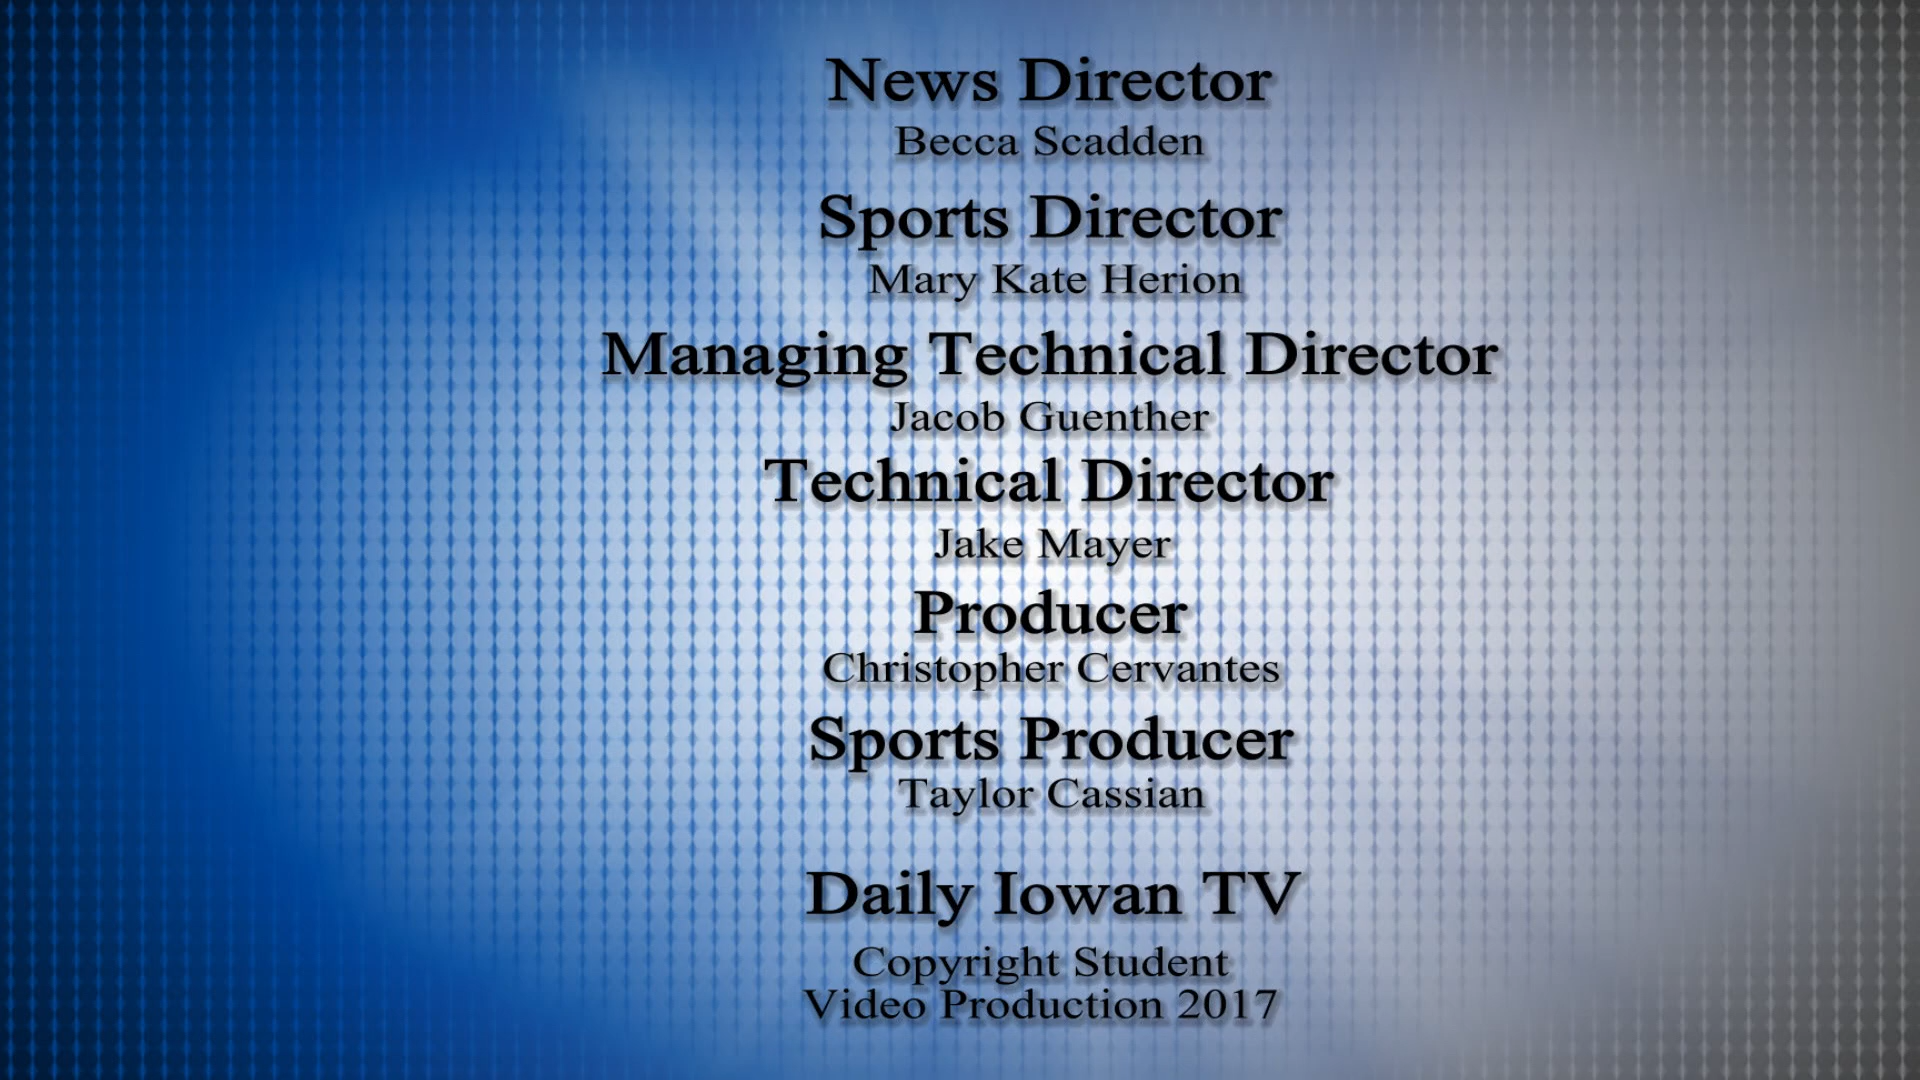 News Director
Becca Scadden
Sports Director
Mary Kate Herion
Managing Technical Director
Jacob Guenther
Technical Director
Jake Mayer
Producer
Christopher Cervantes
Sports Producer
Taylor Cassian
Daily Iowan TV
Copyright Student
Video Production 2017